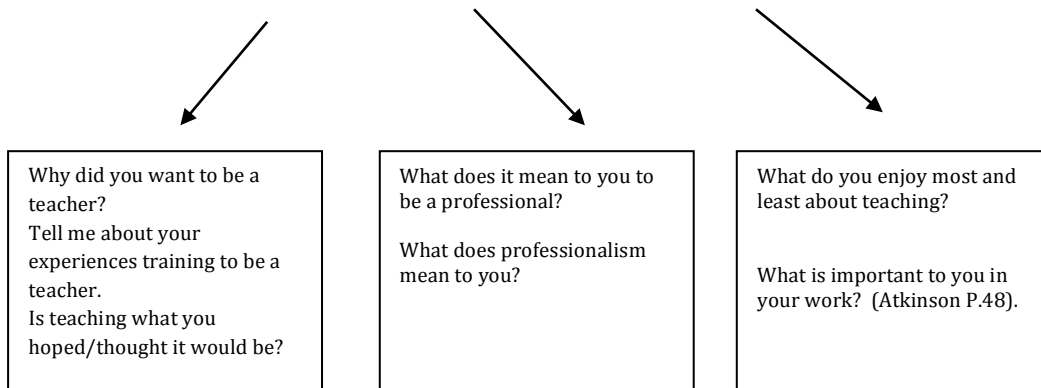 Why did you want to be a
teacher?
Tell me about your
experiences training to be a
teacher.
Is teaching what you
hoped/thought it would be?
What does it mean to you to
be a professional?
What does professionalism
mean to you?
What do you enjoy most and
least about teaching?
What is important to you in
your work?  (Atkinson P.48).